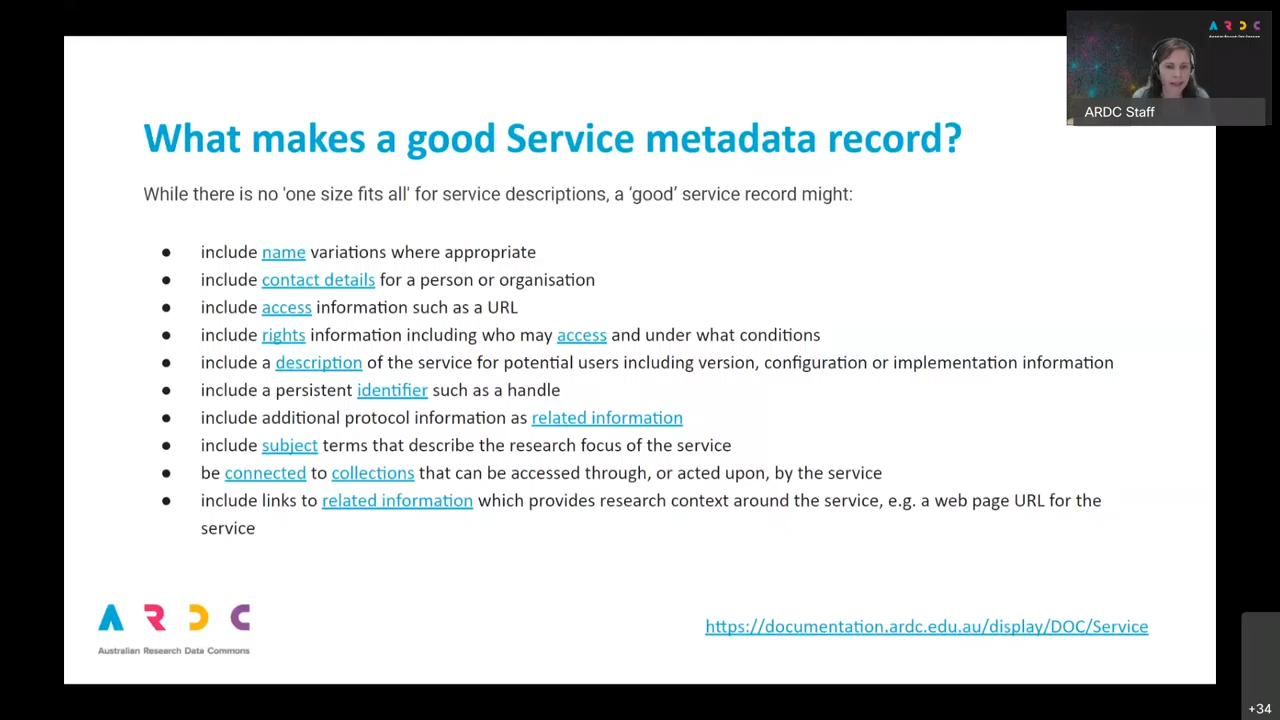 A R D C
ARDC Staff
What makes a good Service metadata record?
While there is no 'one size fits all' for service descriptions, a ‘good’ service record might:
● include name variations where appropriate
● include contact details for a person or organisation
● include access information such as a URL
● include rights information including who may access and under what conditions
● include a description of the service for potential users including version, configuration or implementation information
● include a persistent identifier such as a handle
● include additional protocol information as related information
● include subject terms that describe the research focus of the service
● be connected to collections that can be accessed through, or acted upon, by the service
● include links to related information which provides research context around the service, e.g. a web page URL for the
service
A R D C
Australian Research Data Commons
https://documentation.ardc.edu.au/display/DOC/Service
+34